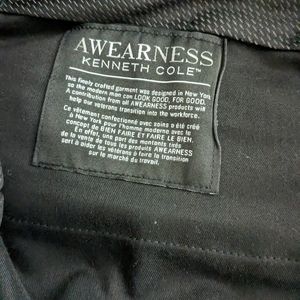 AWEARNESS
KENNETH COLE™
This finely crafted garment was designed in New York
so the modern man can LOOK GOOD, FOR GOOD.
A contribution from all AWEARNESS products will
help our veterans transition into the workforce.
Ce vêtement confectionné avec soins a été créé
à New York pour l'homme moderne avec le
concept de BIEN FAIRE ET FAIRE LE BIEN.
En effet, une part des montants tirés
de la vente de tous les produits AWEARNESS
sert à aider les vétérans à faire la transition
sur le marché du travail.